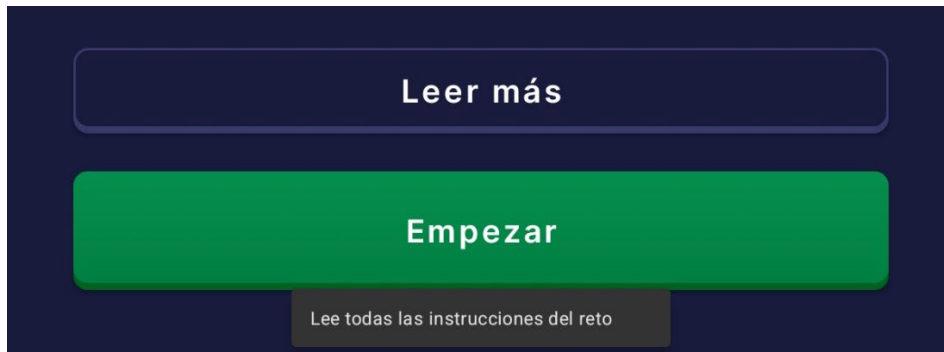 Leer más
Empezar
Lee todas las instrucciones del reto